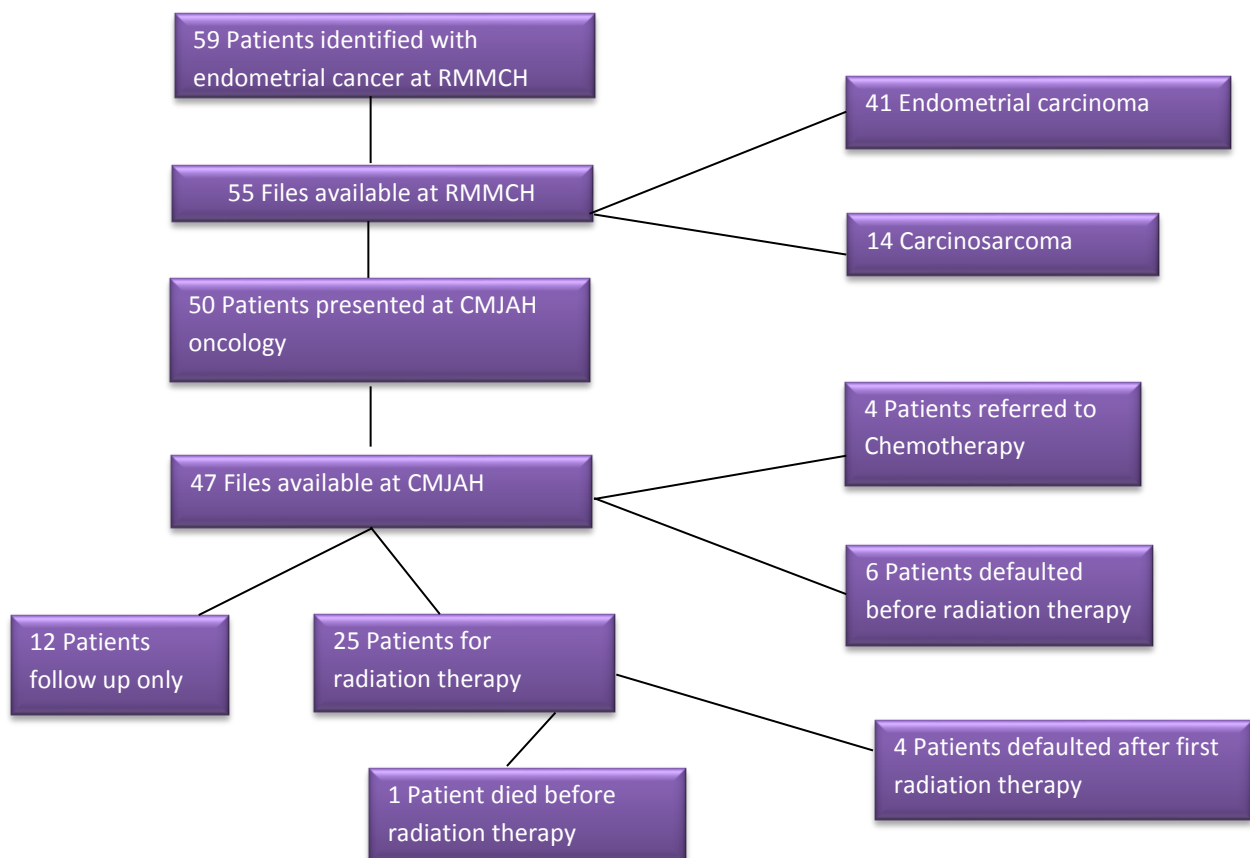 59 Patients identified with
endometrial cancer at RMMCH
41 Endometrial carcinoma
55 Files available at RMMCH
14 Carcinosarcoma
50 Patients presented at CMJAH
oncology
4 Patients referred to
Chemotherapy
47 Files available at CMJAH
6 Patients defaulted
before radiation therapy
12 Patients
follow up only
25 Patients for
radiation therapy
4 Patients defaulted after first
radiation therapy
1 Patient died before
radiation therapy